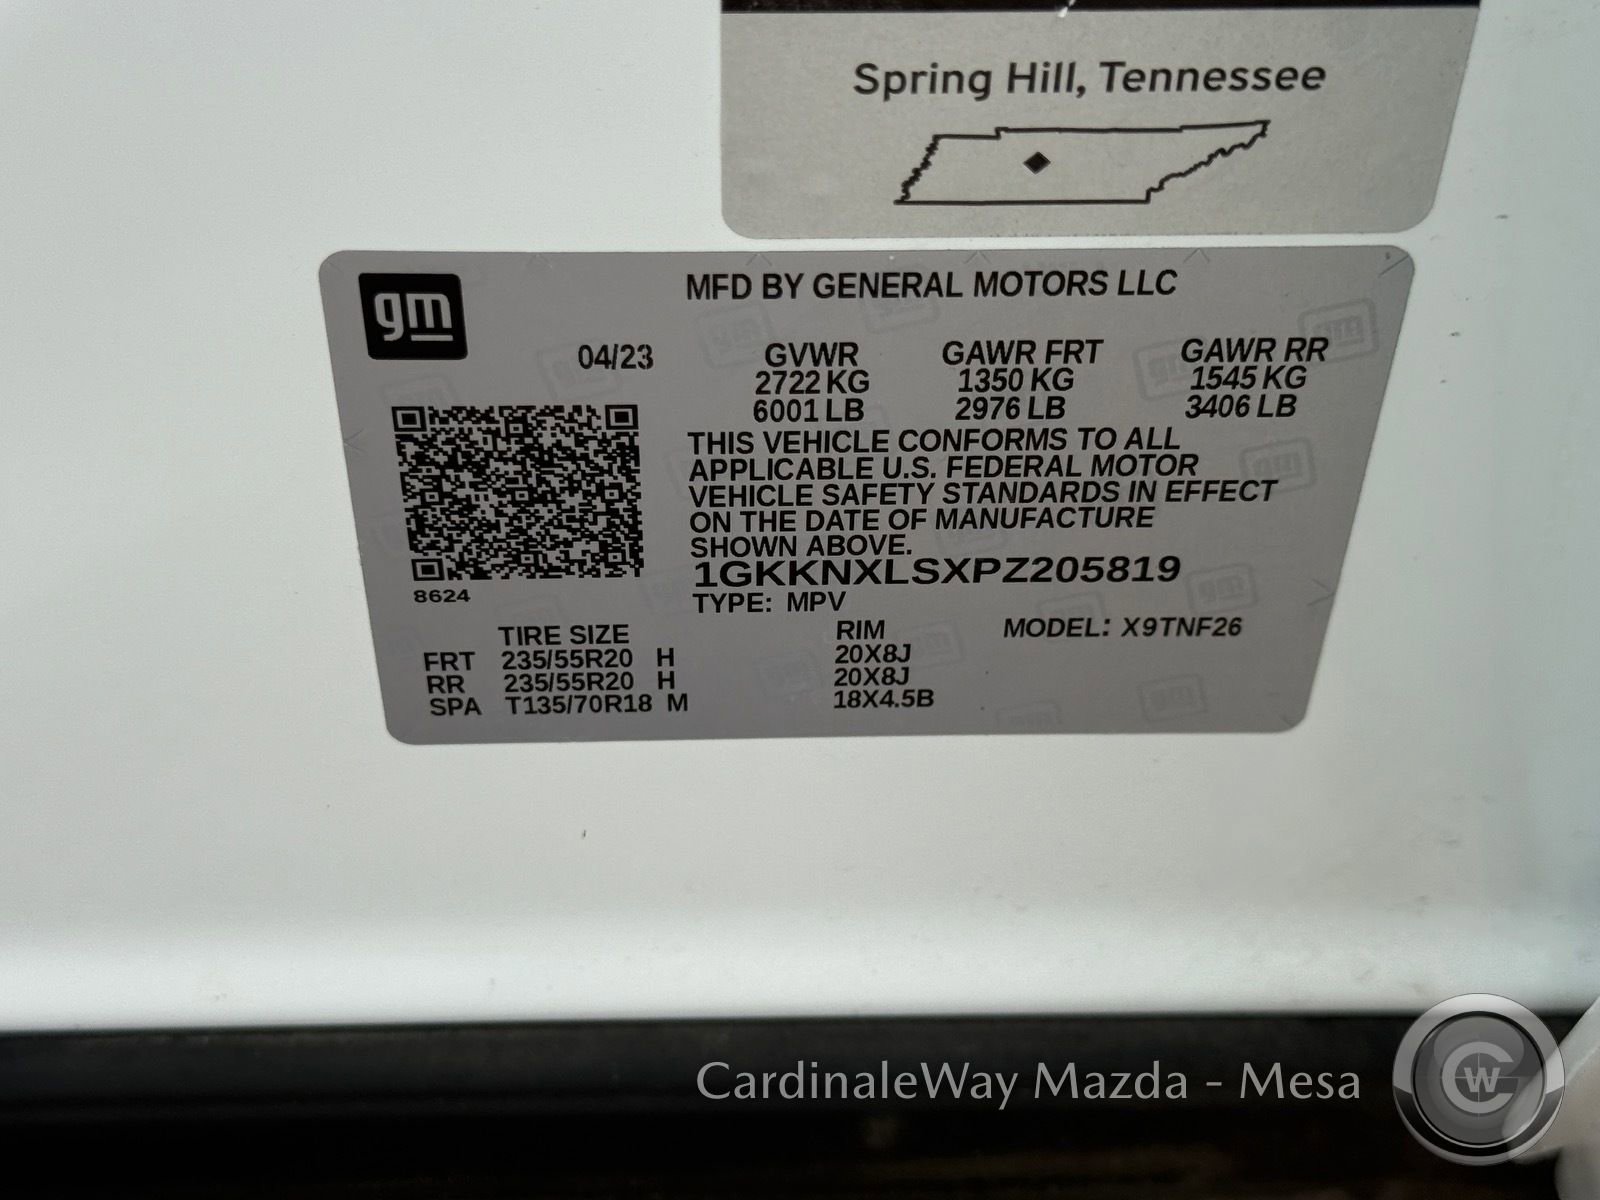 Spring Hill, Tennessee
gm
MFD BY GENERAL MOTORS LLC
04/23
GVWR GAWR FRT GAWR RR
2722 KG 1350 KG 1545 KG
6001 LB 2976 LB 3406 LB
THIS VEHICLE CONFORMS TO ALL
APPLICABLE U.S. FEDERAL MOTOR
VEHICLE SAFETY STANDARDS IN EFFECT
ON THE DATE OF MANUFACTURE
SHOWN ABOVE.
1GKKNXLSXPZ205819
8624
TYPE: MPV
TIRE SIZE RIM MODEL: X9TNF26
FRT 235/55R20 H 20X8J
RR 235/55R20 H 20X8J
SPA T135/70R18 M 18X4.5B
CardinaleWay Mazda - Mesa
CW